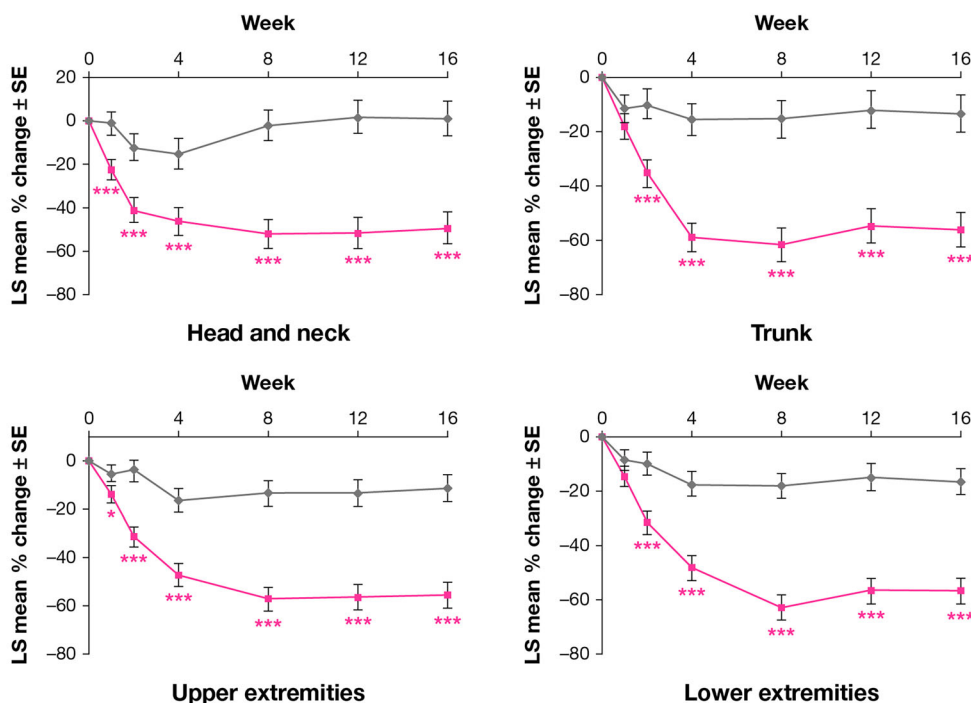 Week
0 4 8 12 16
20
0
−20
−40
−60
−80
LS mean % change ± SE
***
***
***
***
***
***
Head and neck
Week
0 4 8 12 16
0
−20
−40
−60
−80
LS mean % change ± SE
***
***
***
***
***
Trunk
Week
0 4 8 12 16
0
−20
−40
−60
−80
LS mean % change ± SE
*
***
***
***
***
***
Upper extremities
Week
0 4 8 12 16
0
−20
−40
−60
−80
LS mean % change ± SE
***
***
***
***
***
Lower extremities